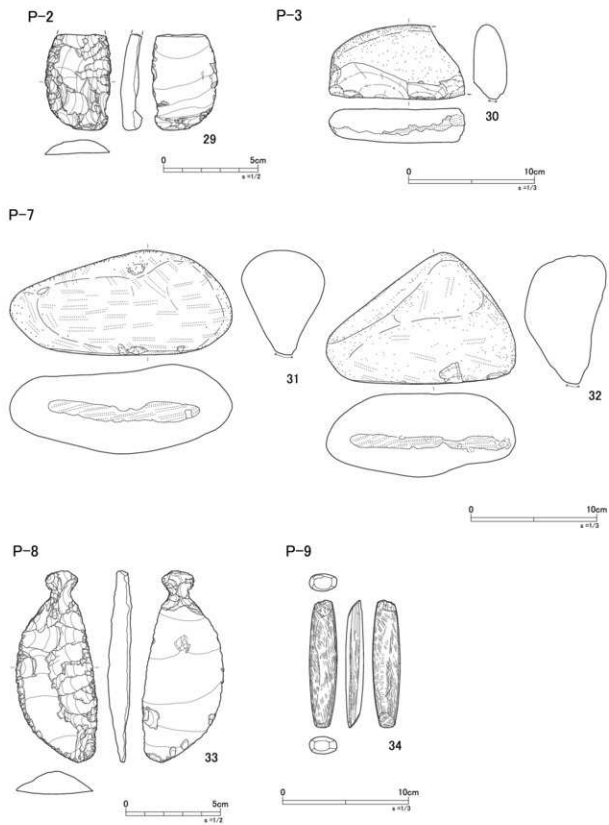 P-2
P-3
29
0 5cm
s=1/2
30
0 10cm
s=1/3
P-7
31
32
0 10cm
s=1/3
P-8
P-9
33
34
0 5cm
s=1/2
0 10cm
s=1/3